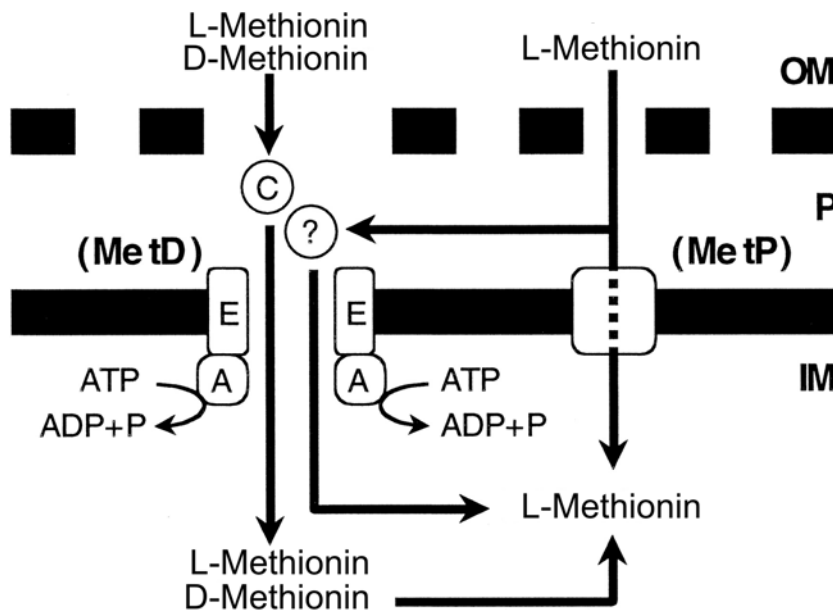 L-Methionin
D-Methionin
L-Methionin
OM
C
P
?
(MetD)
(MetP)
E
E
A
A
IM
ATP
ADP+P
ATP
ADP+P
L-Methionin
L-Methionin
D-Methionin